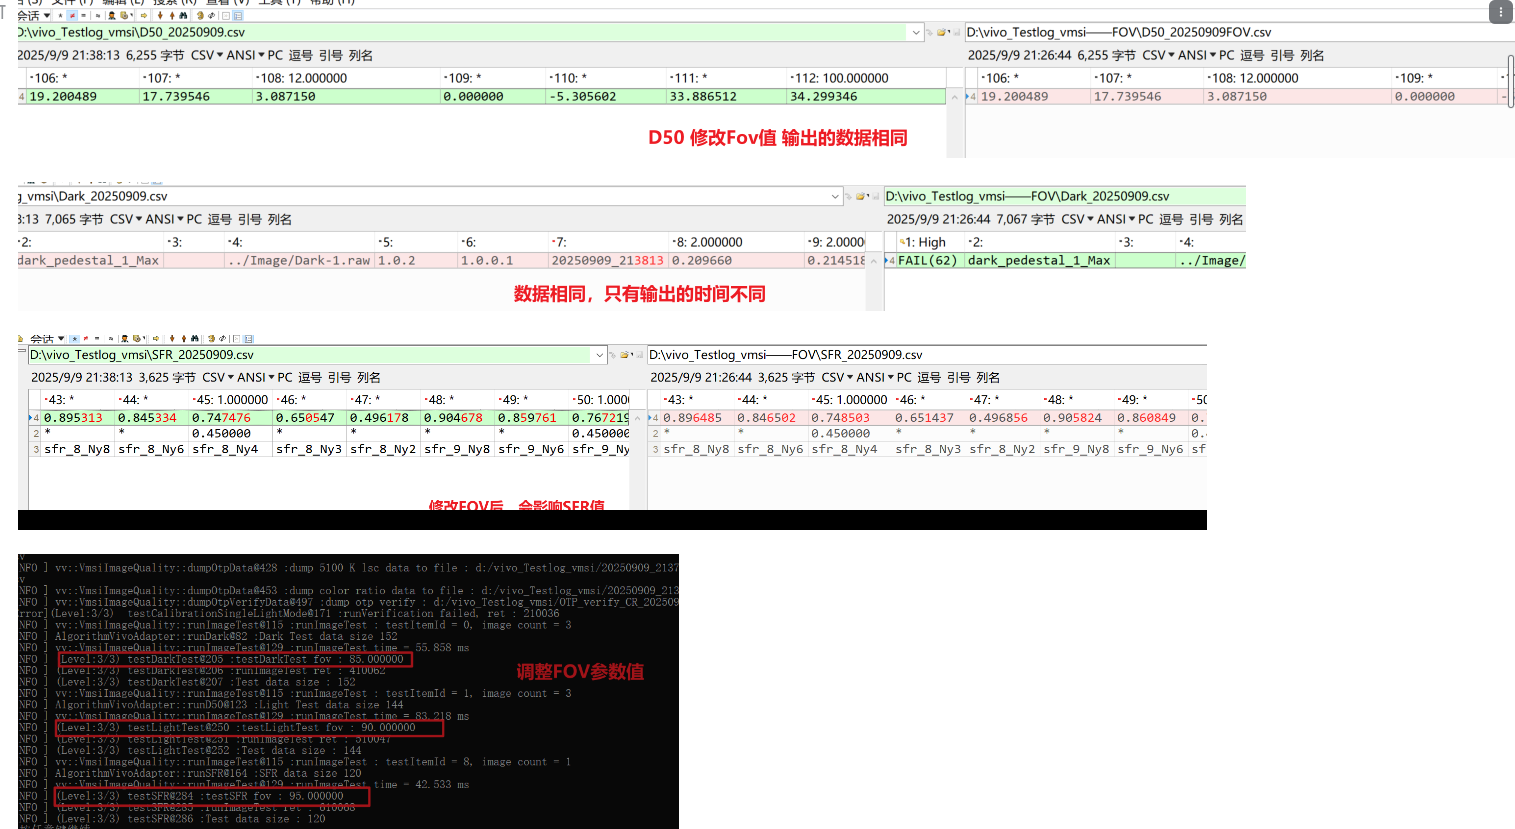 会话
D:\vivo_Testlog_vmsi\D50_20250909.csv
D:\vivo_Testlog_vmsi——FOV\D50_20250909FOV.csv
2025/9/9 21:38:13 6,255 字节 CSV ANSI PC 逗号 引号 列名
2025/9/9 21:26:44 6,255 字节 CSV ANSI PC 逗号 引号 列名
106: * 107: * 108: 12.000000 109: * 110: * 111: * 112: 100.000000
106: * 107: * 108: 12.000000 109: *
4 19.200489 17.739546 3.087150 0.000000 -5.305602 33.886512 34.299346
4 19.200489 17.739546 3.087150 0.000000 -
D50 修改Fov值 输出的数据相同
g_vmsi\Dark_20250909.csv
D:\vivo_Testlog_vmsi——FOV\Dark_20250909.csv
8:13 7,065 字节 CSV ANSI PC 逗号 引号 列名
2025/9/9 21:26:44 7,067 字节 CSV ANSI PC 逗号 引号 列名
2: 3: 4: 5: 6: 7: 8: 2.000000 9: 2.0000
1: High 2: 3: 4:
dark_pedestal_1_Max ../Image/Dark-1.raw 1.0.2 1.0.0.1 20250909_213813 0.209660 0.214518
4 FAIL(62) dark_pedestal_1_Max ../Image/
数据相同，只有输出的时间不同
会话
D:\vivo_Testlog_vmsi\SFR_20250909.csv
D:\vivo_Testlog_vmsi——FOV\SFR_20250909.csv
2025/9/9 21:38:13 3,625 字节 CSV ANSI PC 逗号 引号 列名
2025/9/9 21:26:44 3,625 字节 CSV ANSI PC 逗号 引号 列名
43: * 44: * 45: 1.000000 46: * 47: * 48: * 49: * 50: 1.000
43: * 44: * 45: 1.000000 46: * 47: * 48: * 49: * 50
4 0.895313 0.845334 0.747476 0.650547 0.496178 0.904678 0.859761 0.767219
4 0.896485 0.846502 0.748503 0.651437 0.496856 0.905824 0.860849 0.
2 * * 0.450000 * * * * 0.450000
2 * * 0.450000 * * * * 0.
3 sfr_8_Ny8 sfr_8_Ny6 sfr_8_Ny4 sfr_8_Ny3 sfr_8_Ny2 sfr_9_Ny8 sfr_9_Ny6 sfr_9_Ny
3 sfr_8_Ny8 sfr_8_Ny6 sfr_8_Ny4 sfr_8_Ny3 sfr_8_Ny2 sfr_9_Ny8 sfr_9_Ny6 sf
修改FOV后，会影响SFR值
v
NFO ] vv::VmsiImageQuality::dumpOtpData@428 :dump 5100 K lsc data to file : d:/vivo_Testlog_vmsi/20250909_2137
v
NFO ] vv::VmsiImageQuality::dumpOtpData@453 :dump color ratio data to file : d:/vivo_Testlog_vmsi/20250909_213
NFO ] vv::VmsiImageQuality::dumpOtpVerifyData@497 :dump otp verify : d:/vivo_Testlog_vmsi/OTP_verify_CR_202509
rror](Level:3/3) testCalibrationSingleLightMode@171 :runVerification failed, ret : 210036
NFO ] vv::VmsiImageQuality::runImageTest@115 :runImageTest : testItemId = 0, image count = 3
NFO ] AlgorithmVivoAdapter::runDark@82 :Dark Test data size 152
NFO ] vv::VmsiImageQuality::runImageTest@129 :runImageTest time = 55.858 ms
NFO ] (Level:3/3) testDarkTest@205 :testDarkTest fov : 85.000000
NFO ] (Level:3/3) testDarkTest@206 :runImageTest ret : 410062
NFO ] (Level:3/3) testDarkTest@207 :Test data size : 152
调整FOV参数值
NFO ] vv::VmsiImageQuality::runImageTest@115 :runImageTest : testItemId = 1, image count = 3
NFO ] AlgorithmVivoAdapter::runD50@123 :Light Test data size 144
NFO ] vv::VmsiImageQuality::runImageTest@129 :runImageTest time = 83.218 ms
NFO ] (Level:3/3) testLightTest@250 :testLightTest fov : 90.000000
NFO ] (Level:3/3) testLightTest@251 :runImageTest ret : 510047
NFO ] (Level:3/3) testLightTest@252 :Test data size : 144
NFO ] vv::VmsiImageQuality::runImageTest@115 :runImageTest : testItemId = 8, image count = 1
NFO ] AlgorithmVivoAdapter::runSFR@164 :SFR data size 120
NFO ] vv::VmsiImageQuality::runImageTest@129 :runImageTest time = 42.533 ms
NFO ] (Level:3/3) testSFR@284 :testSFR fov : 95.000000
NFO ] (Level:3/3) testSFR@285 :runImageTest ret : 610068
NFO ] (Level:3/3) testSFR@286 :Test data size : 120